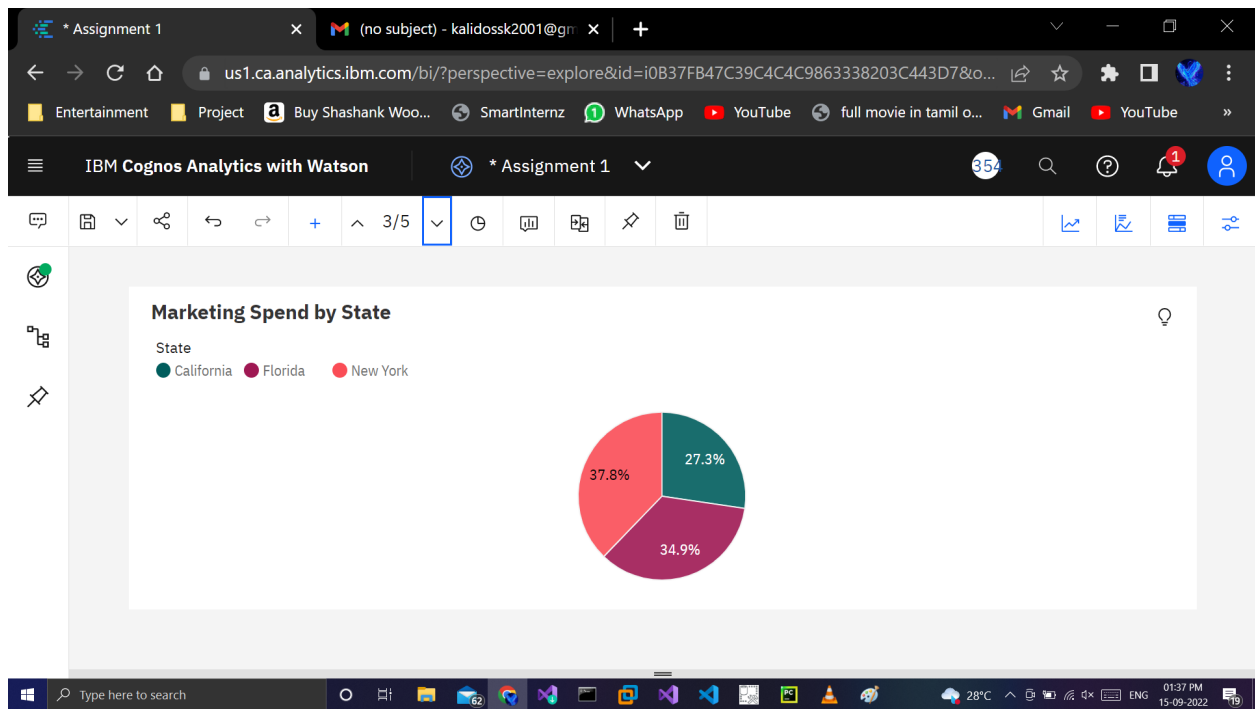 * Assignment 1
(no subject) - kalidossk2001@gm
us1.ca.analytics.ibm.com/bi/?perspective=explore&id=i0B37FB47C39C4C4C9863338203C443D7&o...
Entertainment Project Buy Shashank Woo... SmartInternz 1 WhatsApp YouTube full movie in tamil o... Gmail YouTube »
IBM Cognos Analytics with Watson * Assignment 1 354 1
3/5
Marketing Spend by State
State
California Florida New York
27.3%
37.8%
34.9%
Type here to search 62 PC 28°C ENG 01:37 PM
15-09-2022 19